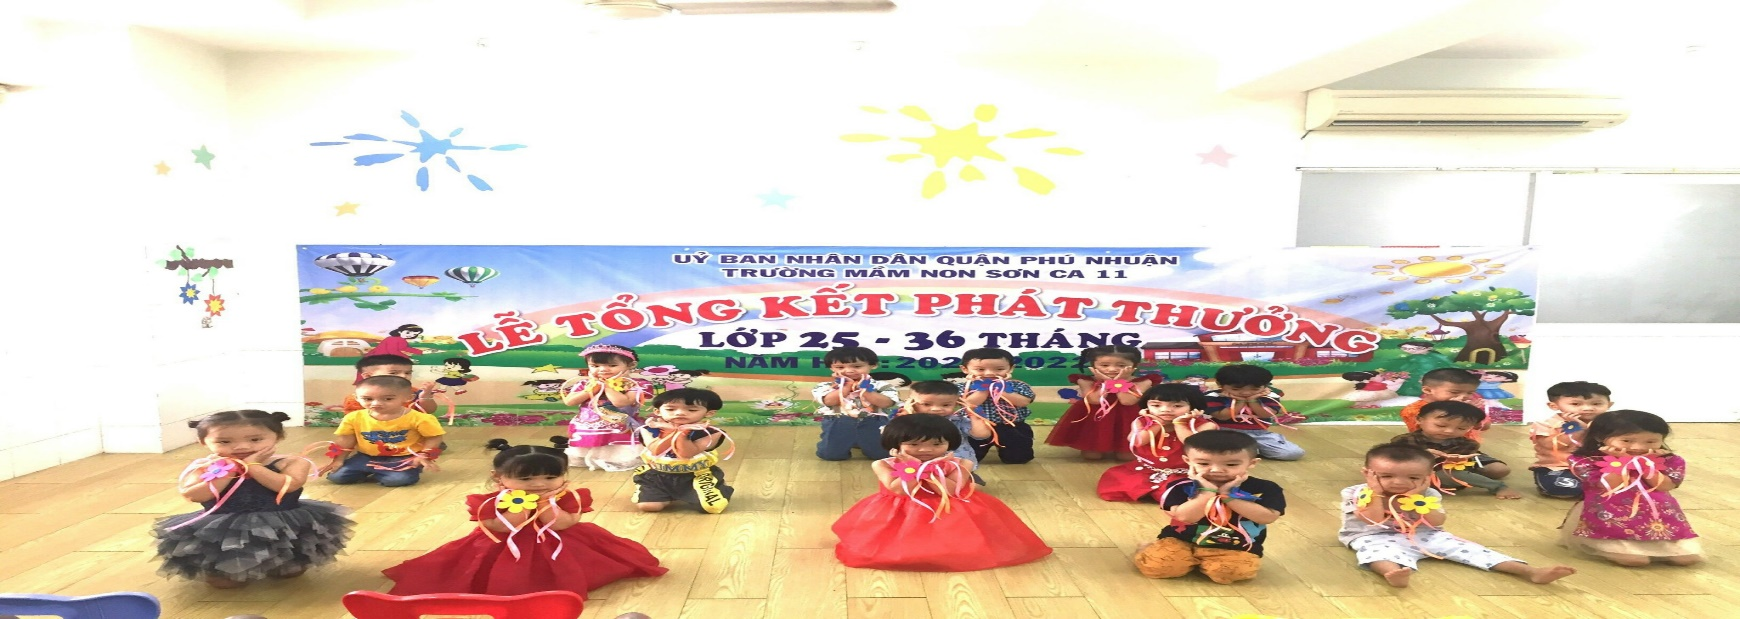 UỶ BAN NHÂN DÂN QUẬN PHÚ NHUẬN
TRƯỜNG MẦM NON SƠN CA 11
LỄ TỔNG KẾT PHÁT THƯỞNG
LỚP 25 - 36 THÁNG
NĂM